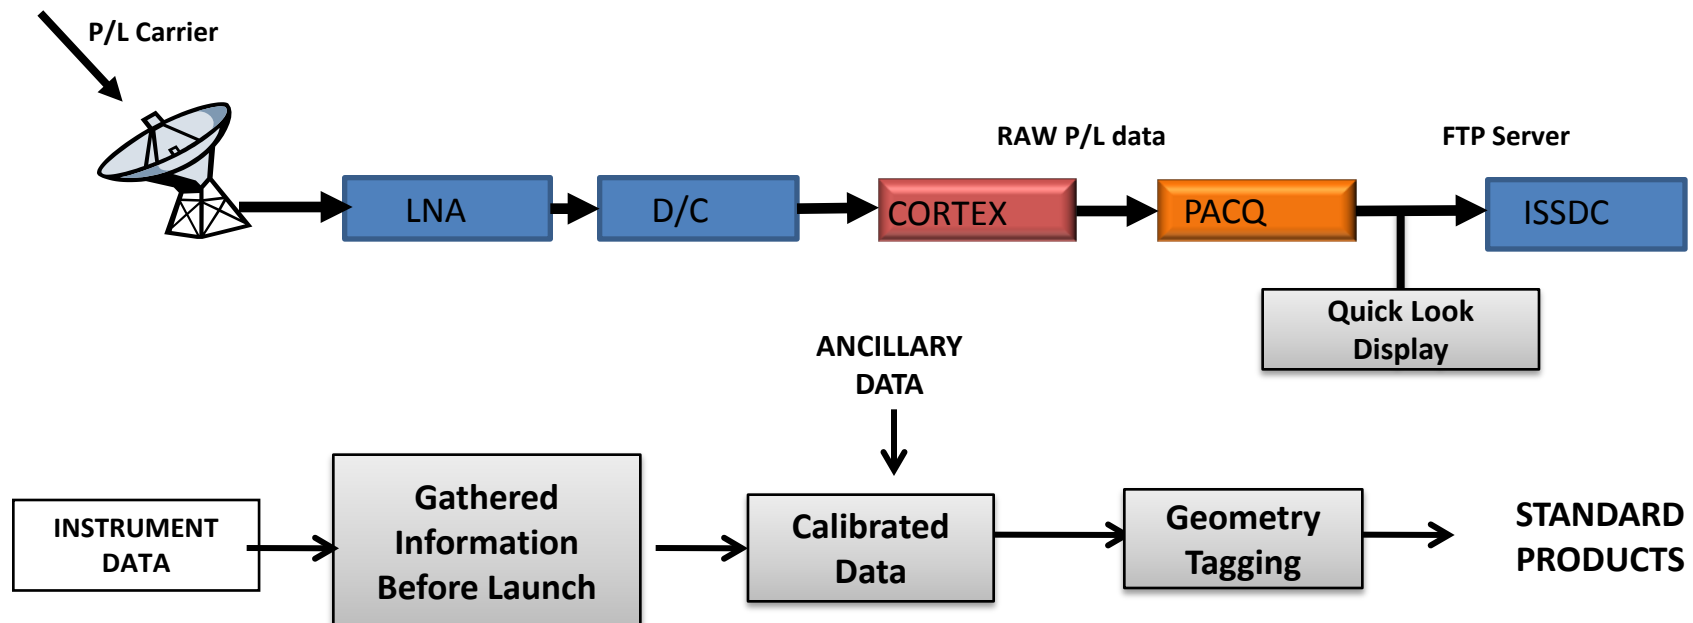 P/L Carrier
RAW P/L data
FTP Server
LNA
D/C
CORTEX
PACQ
ISSDC
Quick Look
Display
ANCILLARY
DATA
INSTRUMENT
DATA
Gathered
Information
Before Launch
Calibrated
Data
Geometry
Tagging
STANDARD
PRODUCTS